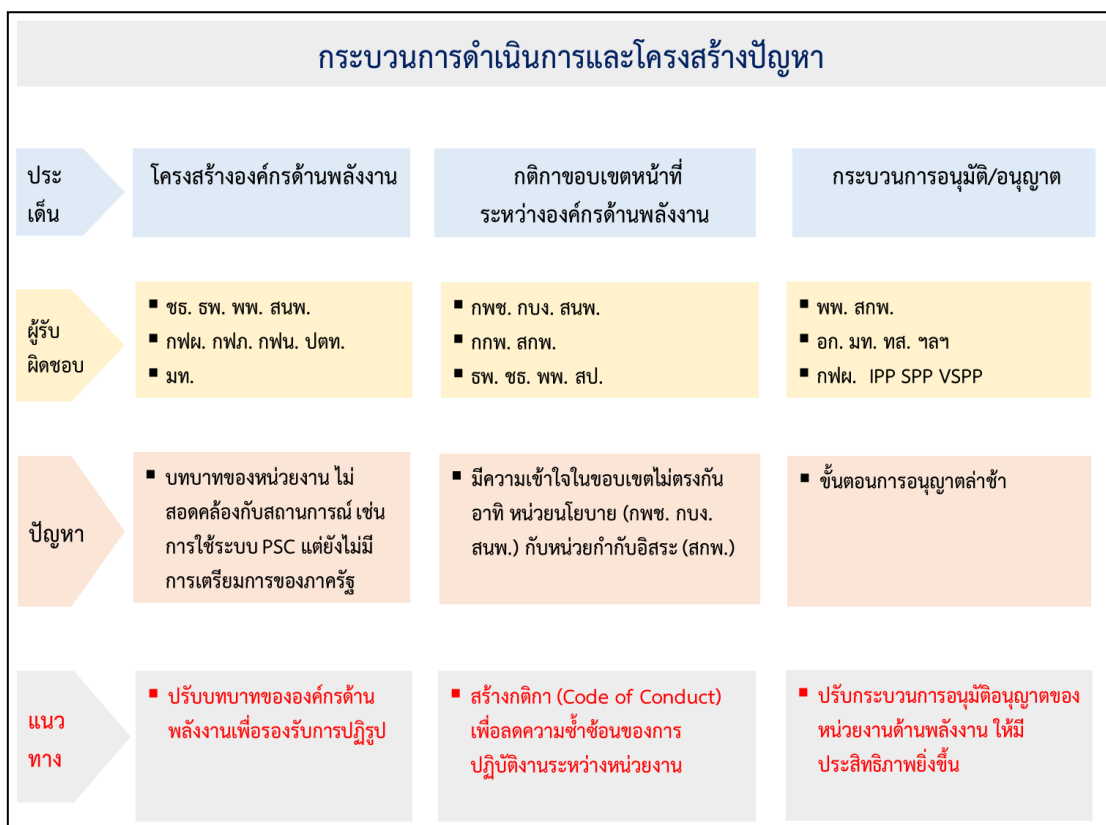 กระบวนการดำเนินการและโครงสร้างปัญหา
ประ
เด็น
โครงสร้างองค์กรด้านพลังงาน
กติกาขอบเขตหน้าที่
ระหว่างองค์กรด้านพลังงาน
กระบวนการอนุมัติ/อนุญาต
ผู้รับ
ผิดชอบ
▪ ชธ. ธพ. พพ. สนพ.
▪ กฟผ. กฟภ. กฟน. ปตท.
▪ มท.
▪ กพช. กบง. สนพ.
▪ กกพ. สกพ.
▪ ธพ. ชธ. พพ. สป.
▪ พพ. สกพ.
▪ อก. มท. ทส. ฯลฯ
▪ กฟผ. IPP SPP VSPP
ปัญหา
▪ บทบาทของหน่วยงาน ไม่
สอดคล้องกับสถานการณ์ เช่น
การใช้ระบบ PSC แต่ยังไม่มี
การเตรียมการของภาครัฐ
▪ มีความเข้าใจในขอบเขตไม่ตรงกัน
อาทิ หน่วยนโยบาย (กพช. กบง.
สนพ.) กับหน่วยกำกับอิสระ (สกพ.)
▪ ขั้นตอนการอนุญาตล่าช้า
แนว
ทาง
▪ ปรับบทบาทขององค์กรด้าน
พลังงานเพื่อรองรับการปฏิรูป
▪ สร้างกติกา (Code of Conduct)
เพื่อลดความซ้ำซ้อนของการ
ปฏิบัติงานระหว่างหน่วยงาน
▪ ปรับกระบวนการอนุมัติอนุญาตของ
หน่วยงานด้านพลังงาน ให้มี
ประสิทธิภาพยิ่งขึ้น